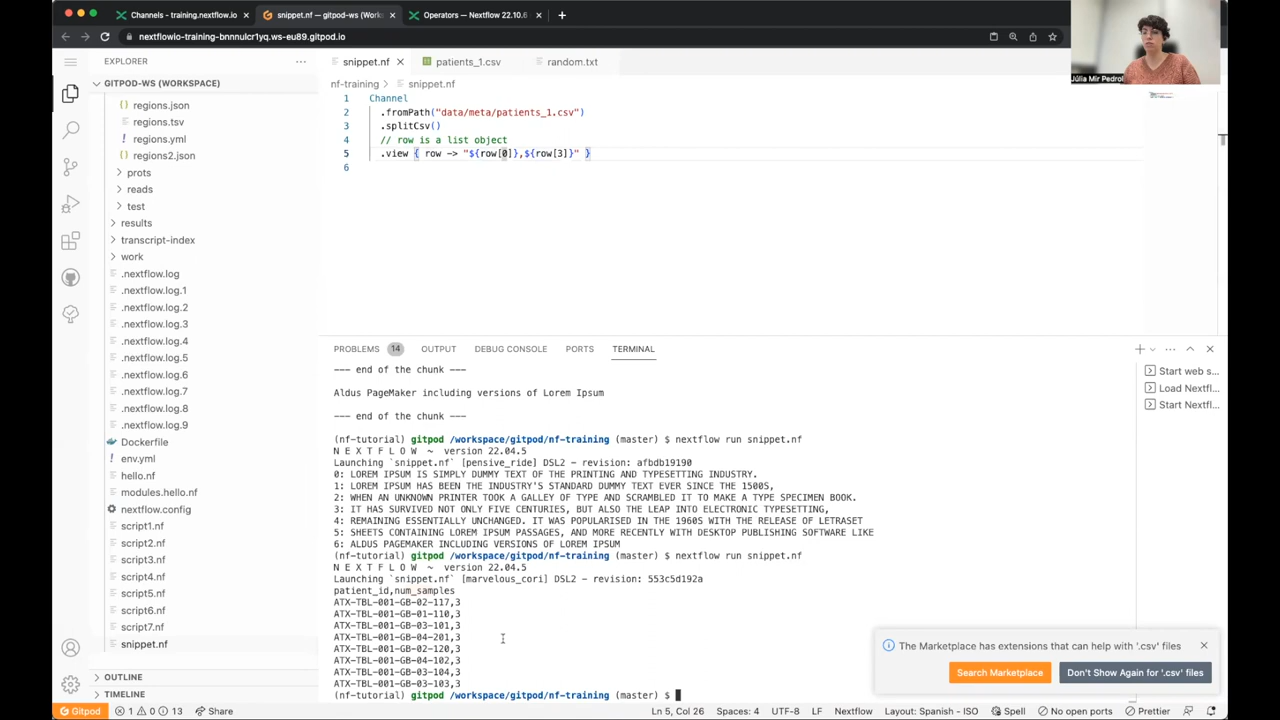 Channels — training.nextflow.io
snippet.nf — gitpod-ws (Work
Operators — Nextflow 22.10.6
nextflowio-training-bnnnulcr1yq.ws-eu89.gitpod.io
Júlia Mir Pedrol
EXPLORER
GITPOD-WS (WORKSPACE)
regions.json
regions.tsv
regions.yml
regions2.json
prots
reads
test
results
transcript-index
work
.nextflow.log
.nextflow.log.1
.nextflow.log.2
.nextflow.log.3
.nextflow.log.4
.nextflow.log.5
.nextflow.log.6
.nextflow.log.7
.nextflow.log.8
.nextflow.log.9
Dockerfile
env.yml
hello.nf
modules.hello.nf
nextflow.config
script1.nf
script2.nf
script3.nf
script4.nf
script5.nf
script6.nf
script7.nf
snippet.nf
OUTLINE
TIMELINE
snippet.nf
patients_1.csv
random.txt
nf-training > snippet.nf
1 Channel
2 .fromPath("data/meta/patients_1.csv")
3 .splitCsv()
4 // row is a list object
5 .view { row -> "${row[0]},${row[3]}" }
6
PROBLEMS 14 OUTPUT DEBUG CONSOLE PORTS TERMINAL
--- end of the chunk ---
Aldus PageMaker including versions of Lorem Ipsum
--- end of the chunk ---
(nf-tutorial) gitpod /workspace/gitpod/nf-training (master) $ nextflow run snippet.nf
N E X T F L O W ~ version 22.04.5
Launching `snippet.nf` [pensive_ride] DSL2 - revision: afbdb19190
0: LOREM IPSUM IS SIMPLY DUMMY TEXT OF THE PRINTING AND TYPESETTING INDUSTRY.
1: LOREM IPSUM HAS BEEN THE INDUSTRY'S STANDARD DUMMY TEXT EVER SINCE THE 1500S,
2: WHEN AN UNKNOWN PRINTER TOOK A GALLEY OF TYPE AND SCRAMBLED IT TO MAKE A TYPE SPECIMEN BOOK.
3: IT HAS SURVIVED NOT ONLY FIVE CENTURIES, BUT ALSO THE LEAP INTO ELECTRONIC TYPESETTING,
4: REMAINING ESSENTIALLY UNCHANGED. IT WAS POPULARISED IN THE 1960S WITH THE RELEASE OF LETRASET
5: SHEETS CONTAINING LOREM IPSUM PASSAGES, AND MORE RECENTLY WITH DESKTOP PUBLISHING SOFTWARE LIKE
6: ALDUS PAGEMAKER INCLUDING VERSIONS OF LOREM IPSUM
(nf-tutorial) gitpod /workspace/gitpod/nf-training (master) $ nextflow run snippet.nf
N E X T F L O W ~ version 22.04.5
Launching `snippet.nf` [marvelous_cori] DSL2 - revision: 553c5d192a
patient_id,num_samples
ATX-TBL-001-GB-02-117,3
ATX-TBL-001-GB-01-110,3
ATX-TBL-001-GB-03-101,3
ATX-TBL-001-GB-04-201,3
ATX-TBL-001-GB-02-120,3
ATX-TBL-001-GB-04-102,3
ATX-TBL-001-GB-03-104,3
ATX-TBL-001-GB-03-103,3
(nf-tutorial) gitpod /workspace/gitpod/nf-training (master) $
Start web s...
Load Nextfl...
Start Nextfl...
The Marketplace has extensions that can help with '.csv' files
Search Marketplace
Don't Show Again for '.csv' files
Gitpod 1 0 13 Share Ln 5, Col 26 Spaces: 4 UTF-8 LF Nextflow Layout: Spanish - ISO Spell No open ports Prettier